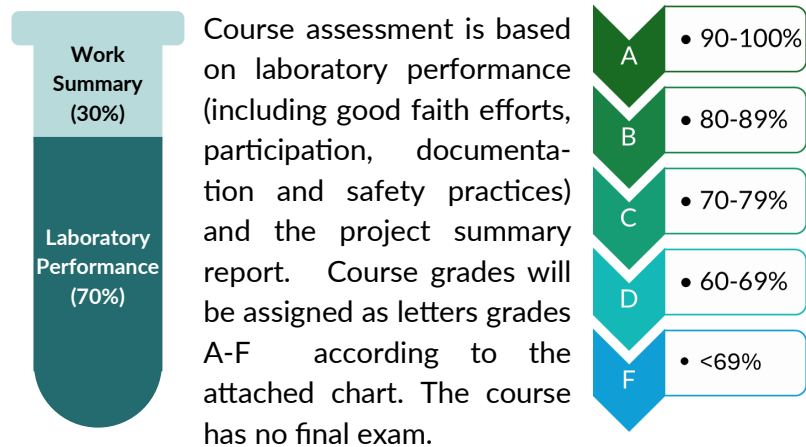 Work
Summary
(30%)
Laboratory
Performance
(70%)
Course assessment is based
on laboratory performance
(including good faith efforts,
participation, documenta-
tion and safety practices)
and the project summary
report. Course grades will
be assigned as letters grades
A-F according to the
attached chart. The course
has no final exam.
A
• 90-100%
B
• 80-89%
C
• 70-79%
D
• 60-69%
F
• <69%